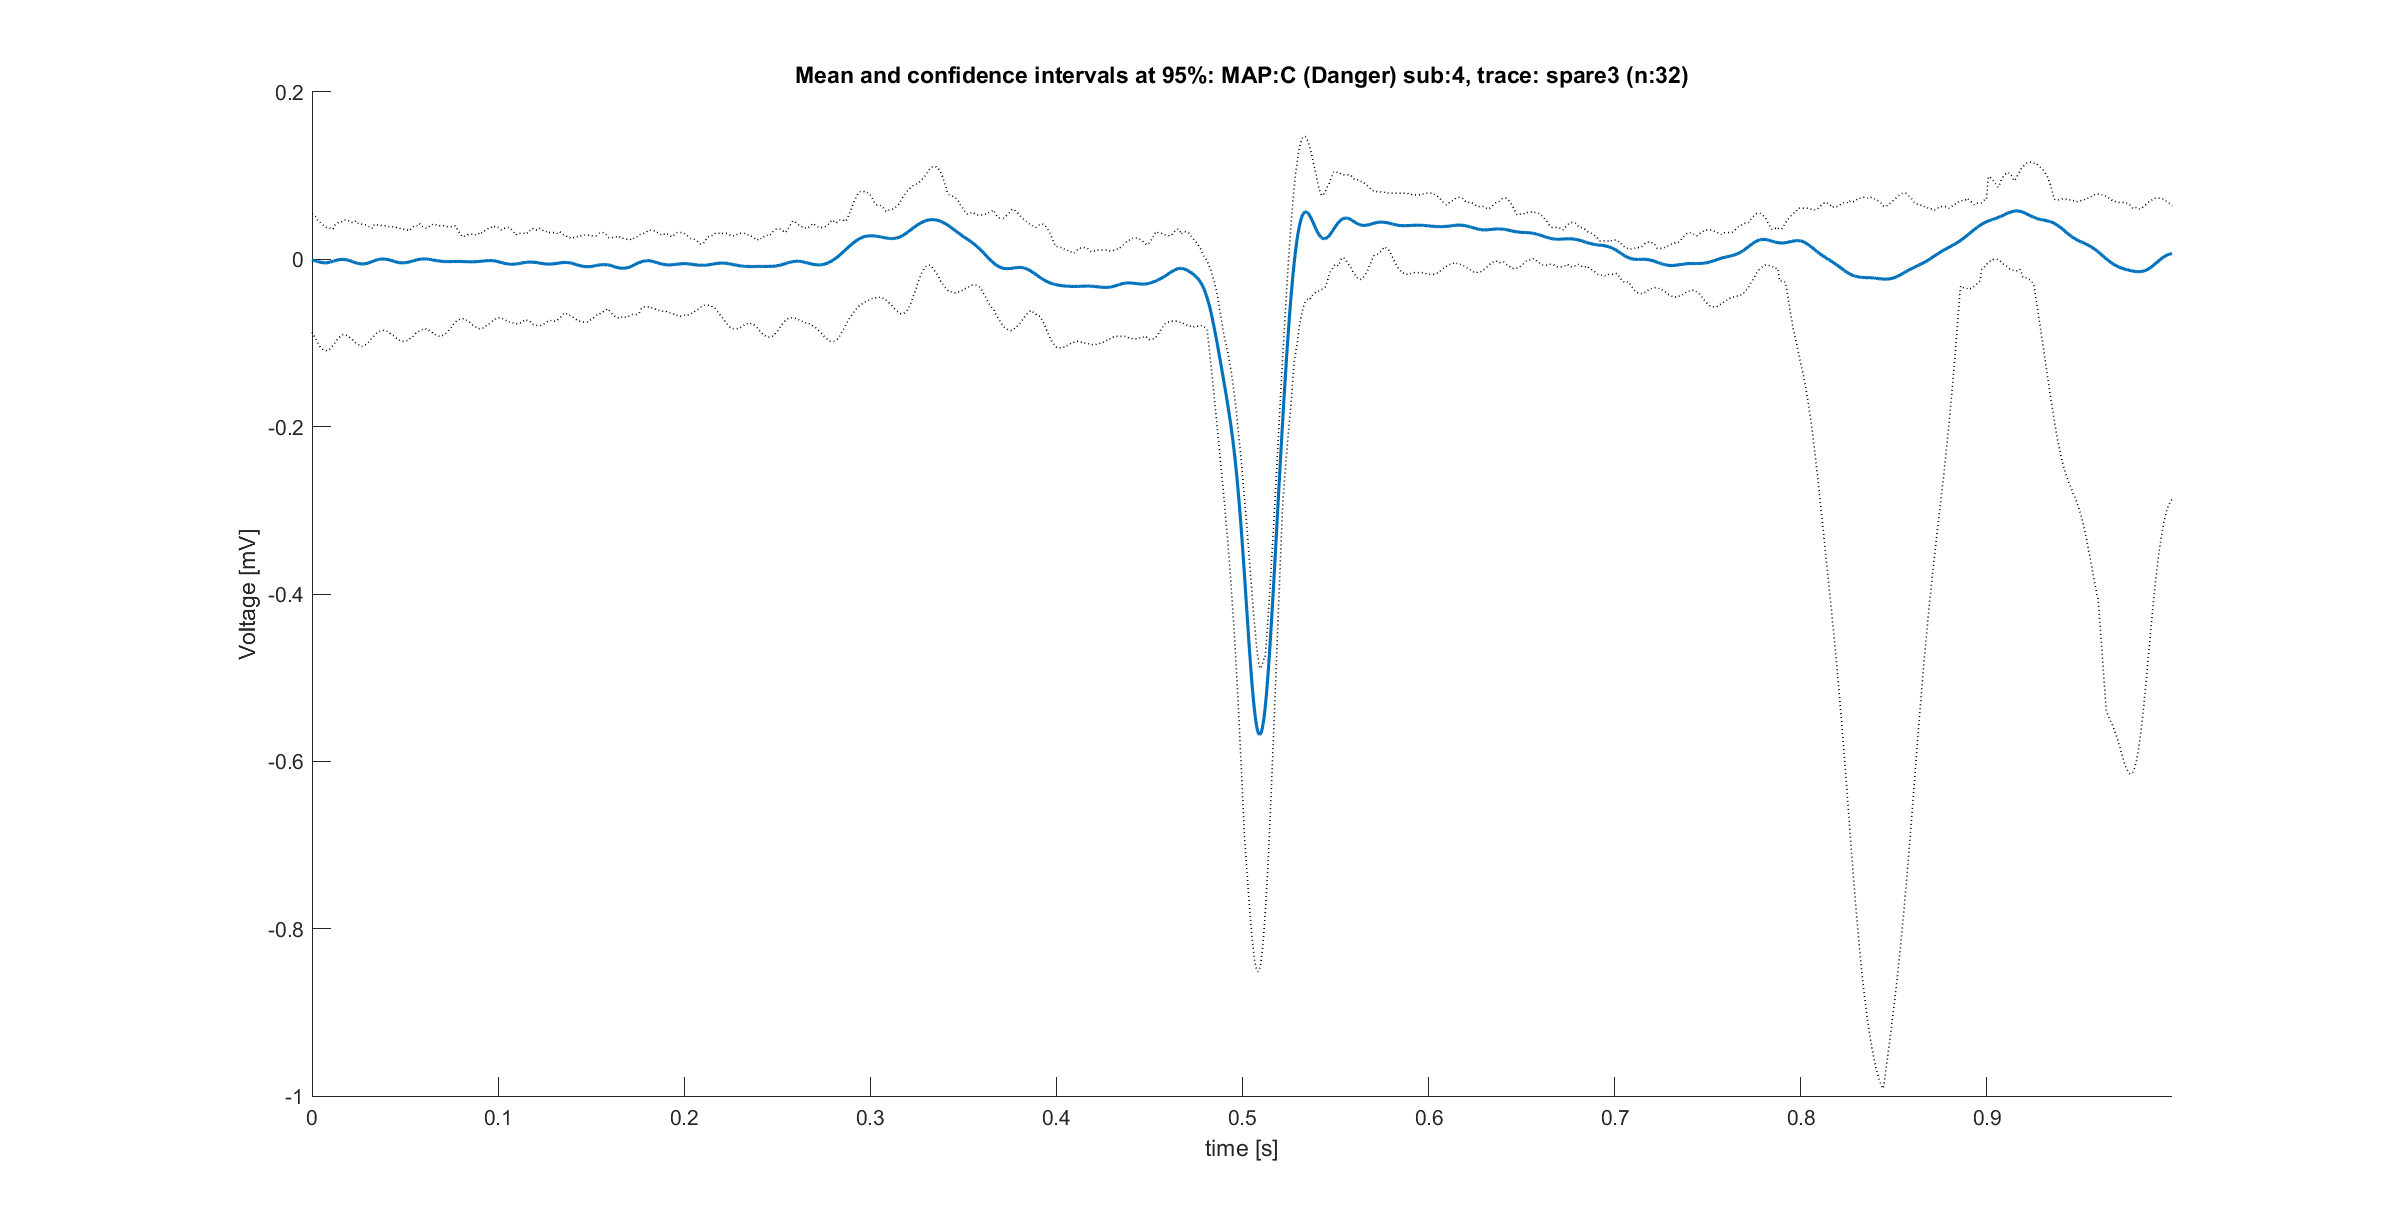 Mean and confidence intervals at 95%: MAP:C (Danger) sub:4, trace: spare3 (n:32)
0.2
0
-0.2
-0.4
-0.6
-0.8
-1
Voltage [mV]
0 0.1 0.2 0.3 0.4 0.5 0.6 0.7 0.8 0.9
time [s]